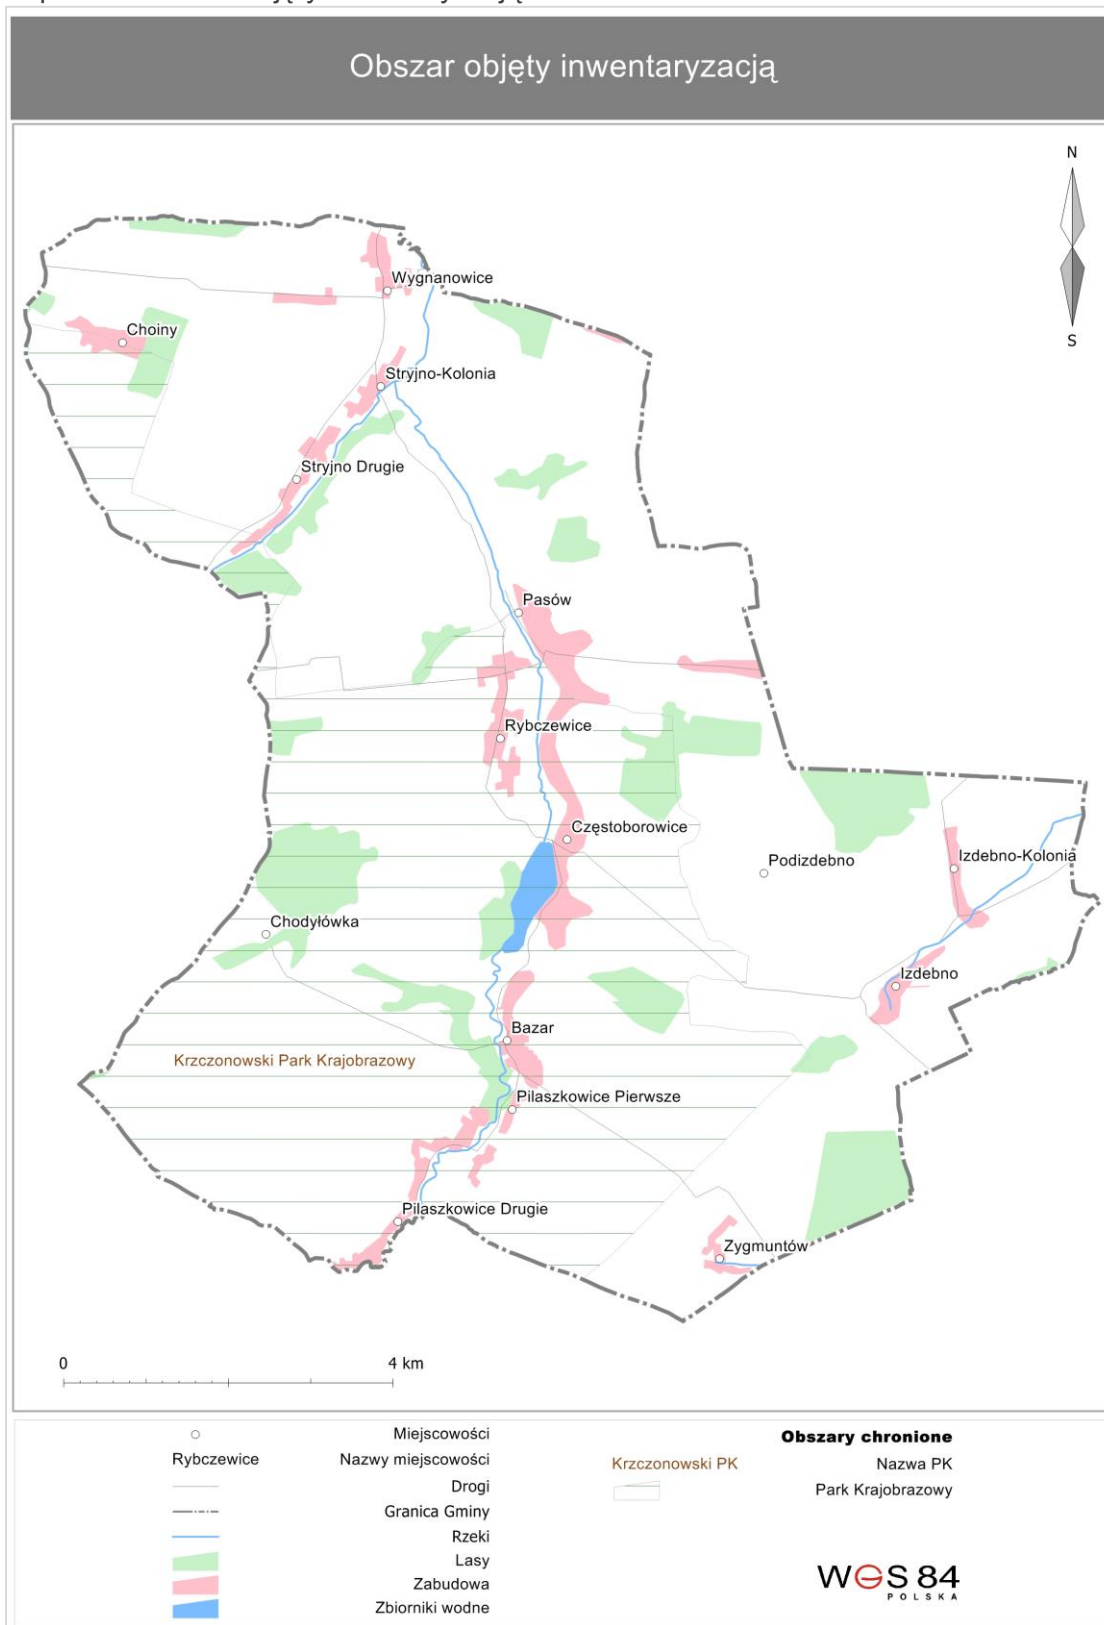 Obszar objęty inwentaryzacją
N
S
Wygnanowice
Choiny
Stryjno-Kolonia
Stryjno Drugie
Pasów
Rybczewice
Częstoborowice
Podizdebno
Izdebno-Kolonia
Chodyłówka
Izdebno
Bazar
Krzczonowski Park Krajobrazowy
Pilaszkowice Pierwsze
Pilaszkowice Drugie
Zygmuntów
0 4 km
Miejscowości
Rybczewice Nazwy miejscowości
Drogi
Granica Gminy
Rzeki
Lasy
Zabudowa
Zbiorniki wodne
Obszary chronione
Krzczonowski PK Nazwa PK
Park Krajobrazowy
WGS 84
POLSKA